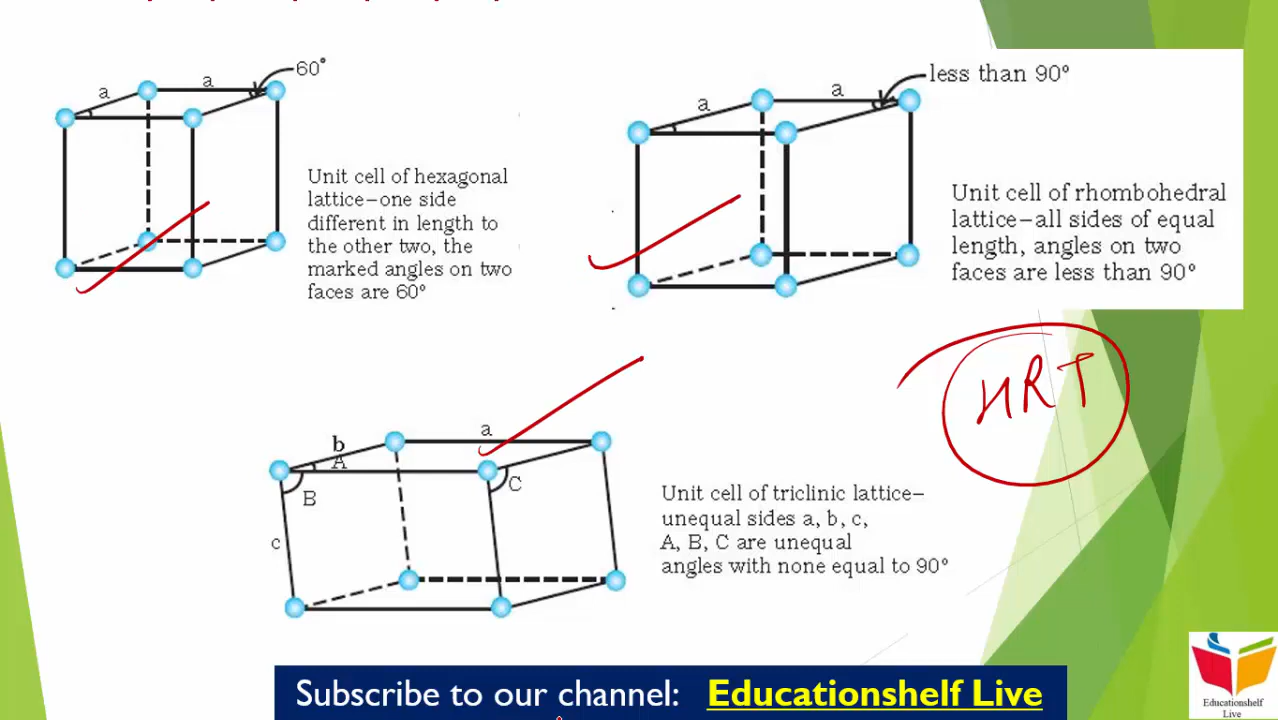 60°
a
a
Unit cell of hexagonal
lattice–one side
different in length to
the other two, the
marked angles on two
faces are 60°
less than 90°
a
a
Unit cell of rhombohedral
lattice–all sides of equal
length, angles on two
faces are less than 90°
HRT
a
b
A
B
C
c
Unit cell of triclinic lattice–
unequal sides a, b, c,
A, B, C are unequal
angles with none equal to 90°
Subscribe to our channel: Educationshelf Live
Educationshelf
Live